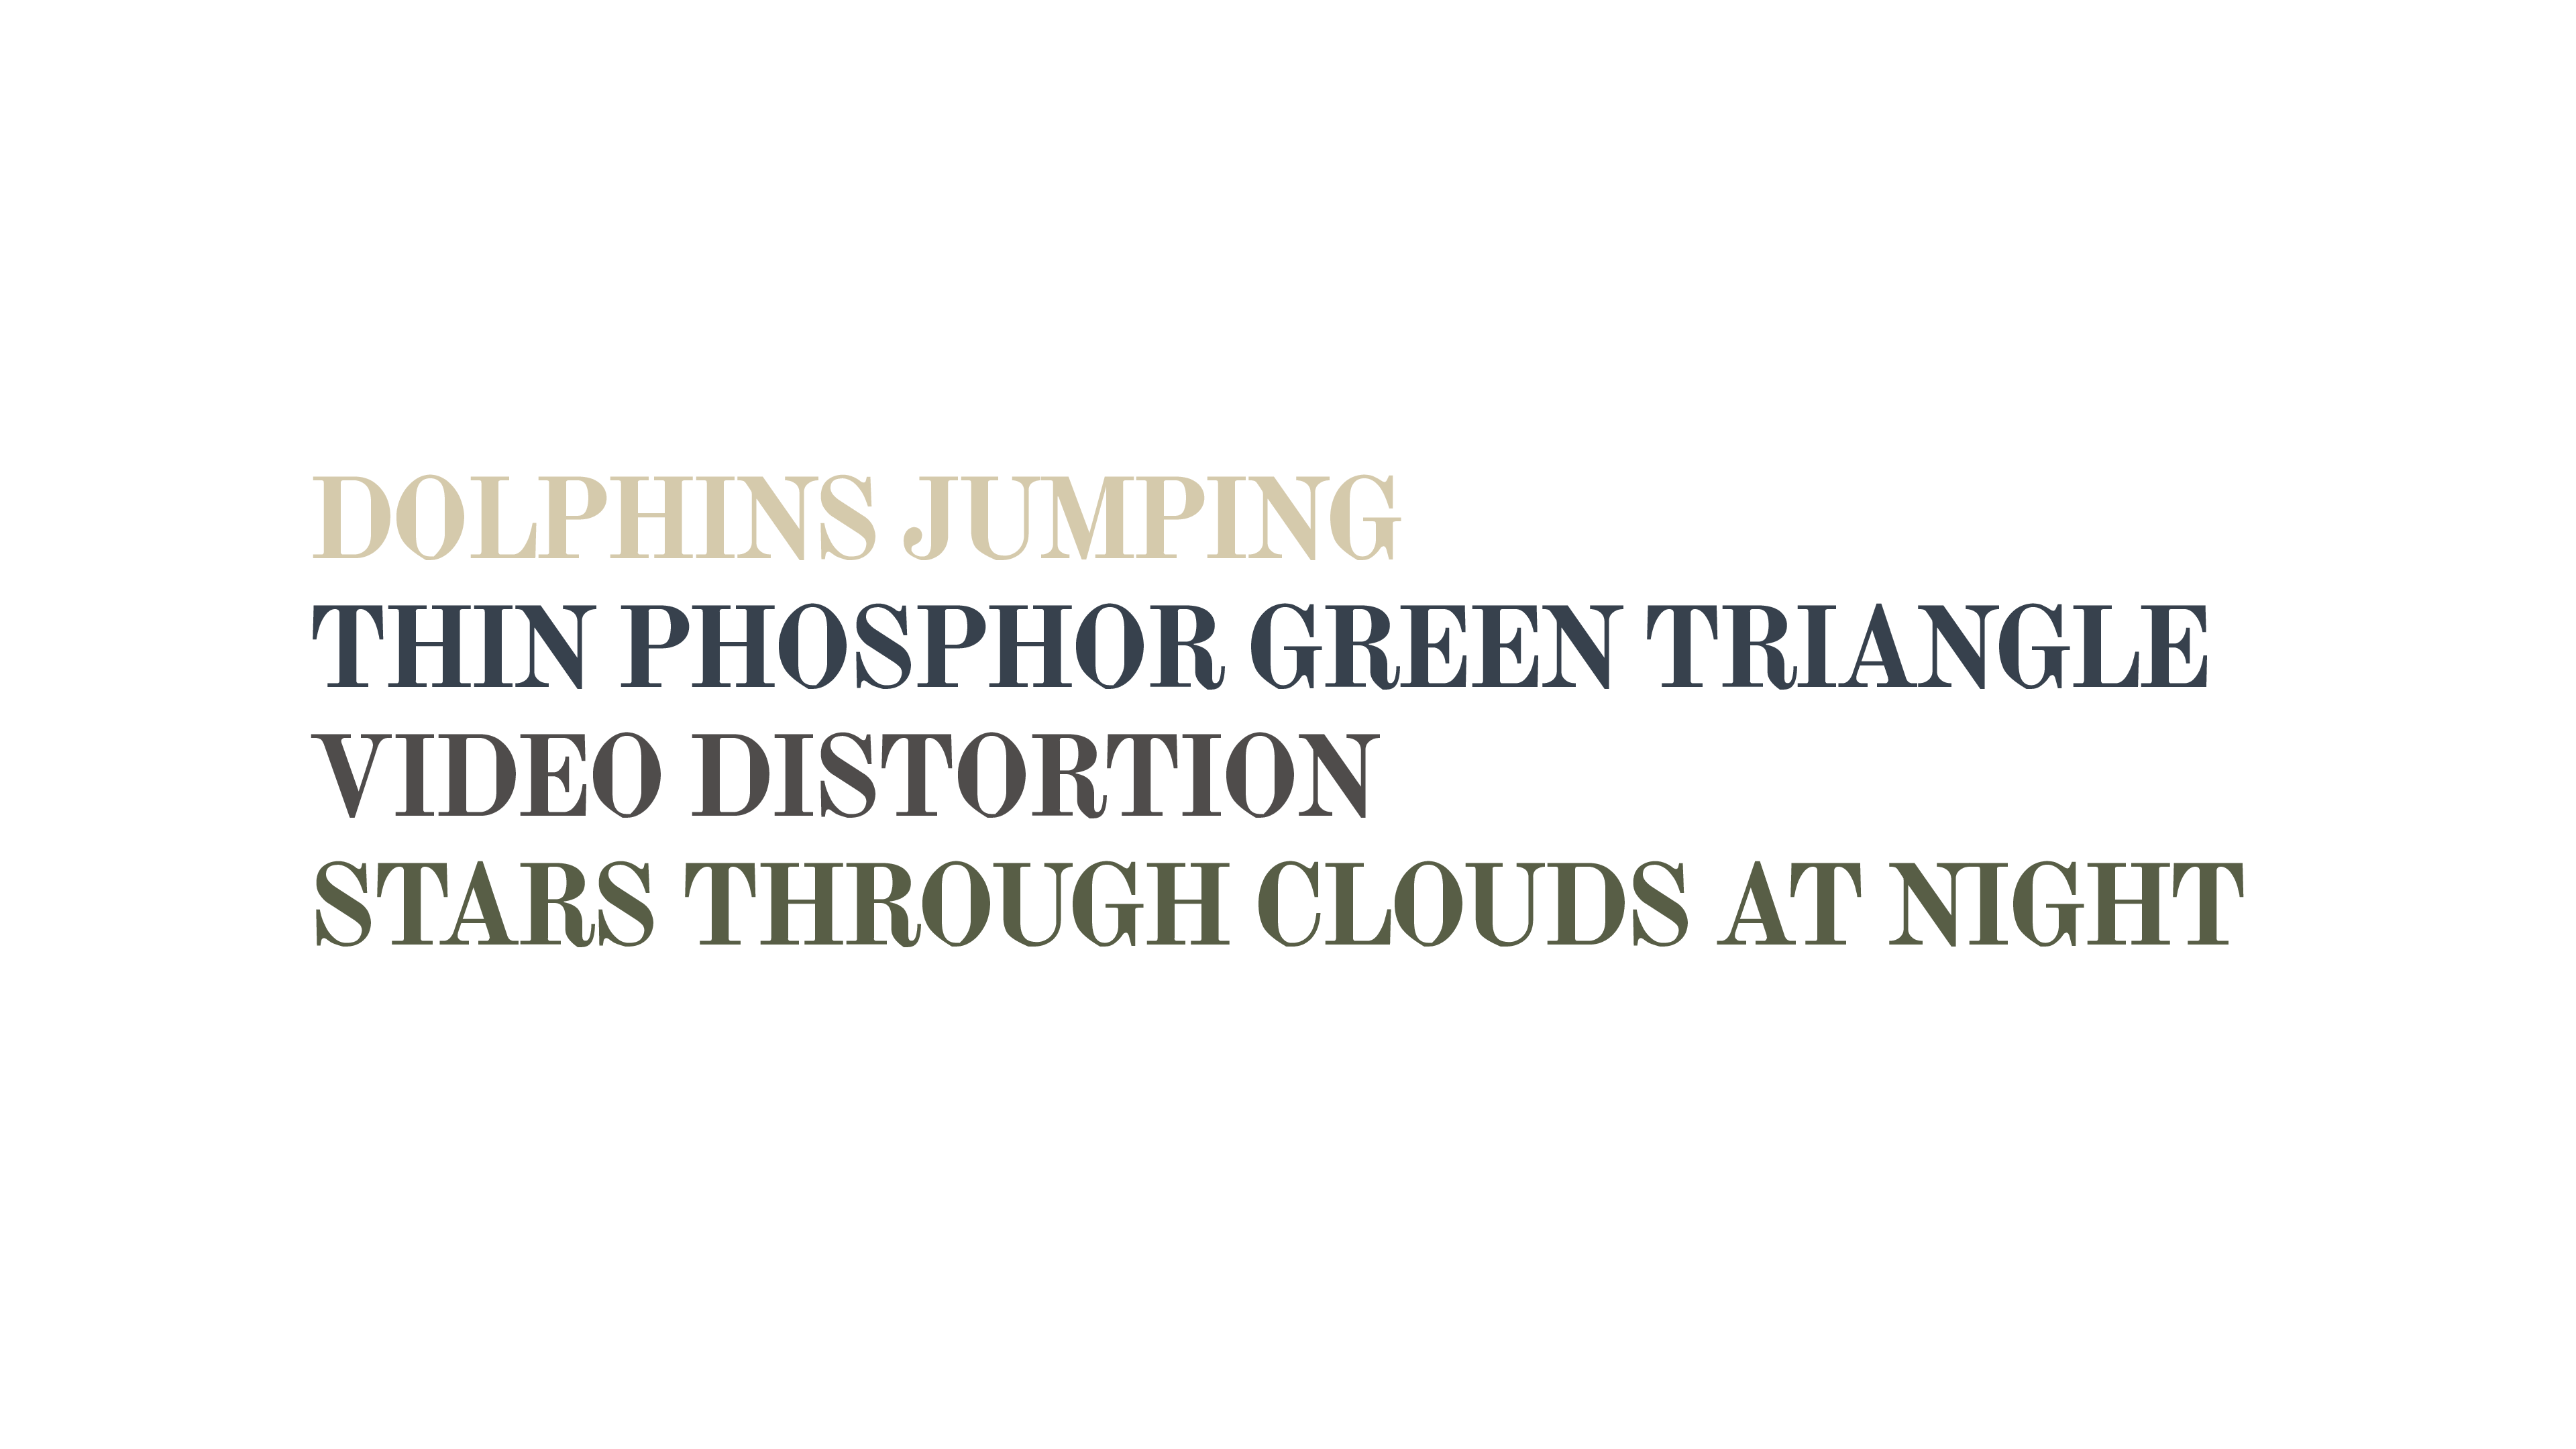 DOLPHINS JUMPING
THIN PHOSPHOR GREEN TRIANGLE
VIDEO DISTORTION
STARS THROUGH CLOUDS AT NIGHT